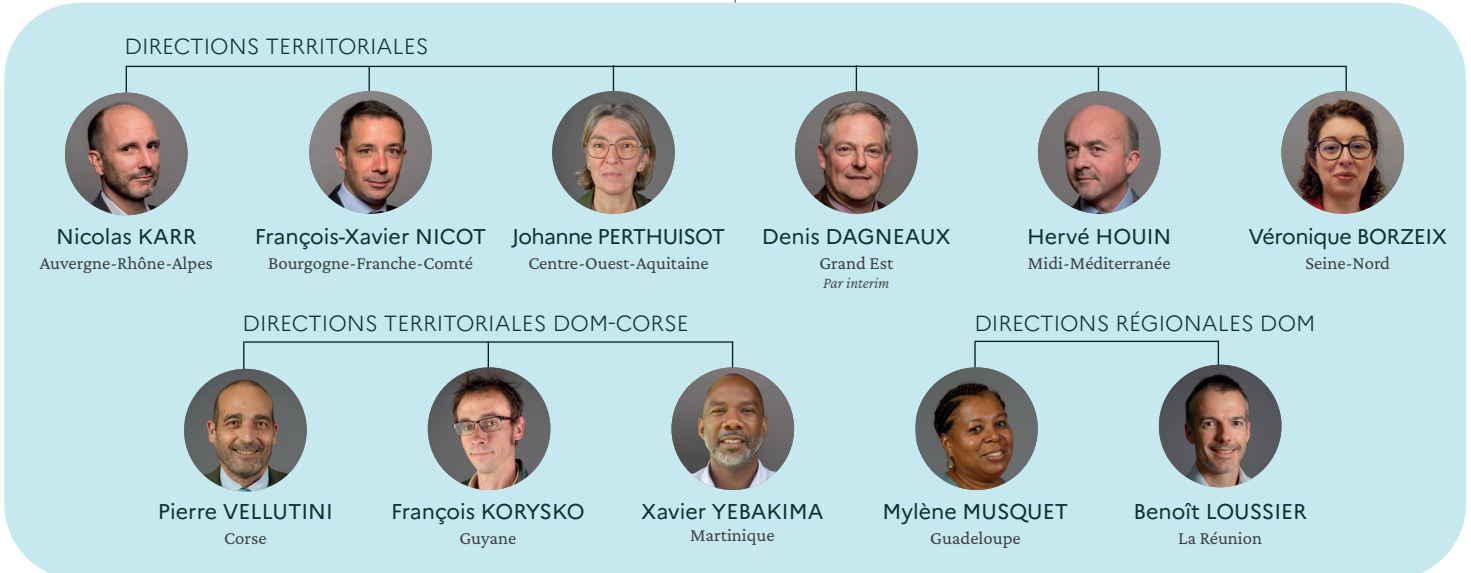 DIRECTIONS TERRITORIALES
Nicolas KARR
Auvergne-Rhône-Alpes
François-Xavier NICOT
Bourgogne-Franche-Comté
Johanne PERTHUISOT
Centre-Ouest-Aquitaine
Denis DAGNEAUX
Grand Est
Par interim
Hervé HOUIN
Midi-Méditerranée
Véronique BORZEIX
Seine-Nord
DIRECTIONS TERRITORIALES DOM-CORSE
Pierre VELLUTINI
Corse
François KORYSKO
Guyane
Xavier YEBAKIMA
Martinique
DIRECTIONS RÉGIONALES DOM
Mylène MUSQUET
Guadeloupe
Benoît LOUSSIER
La Réunion